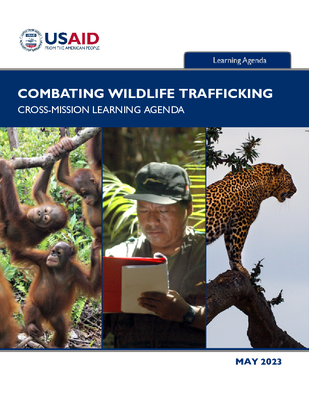 USAID
FROM THE AMERICAN PEOPLE
Learning Agenda
COMBATING WILDLIFE TRAFFICKING
CROSS-MISSION LEARNING AGENDA
MAY 2023